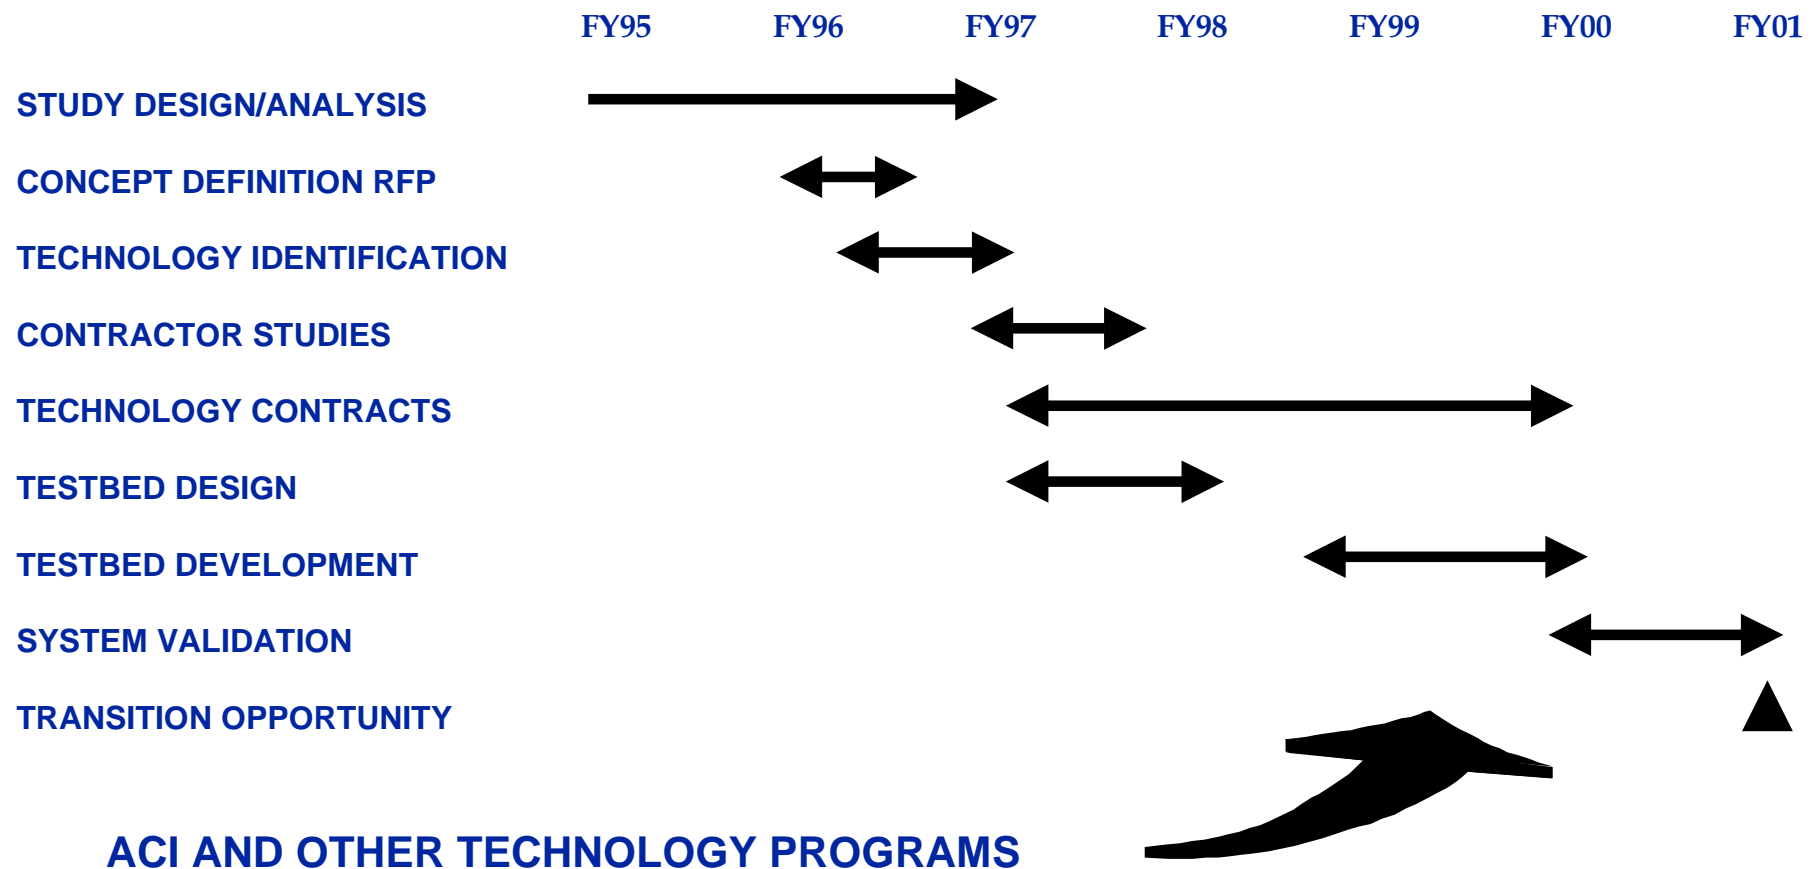 FY95 FY96 FY97 FY98 FY99 FY00 FY01
STUDY DESIGN/ANALYSIS
CONCEPT DEFINITION RFP
TECHNOLOGY IDENTIFICATION
CONTRACTOR STUDIES
TECHNOLOGY CONTRACTS
TESTBED DESIGN
TESTBED DEVELOPMENT
SYSTEM VALIDATION
TRANSITION OPPORTUNITY
ACI AND OTHER TECHNOLOGY PROGRAMS